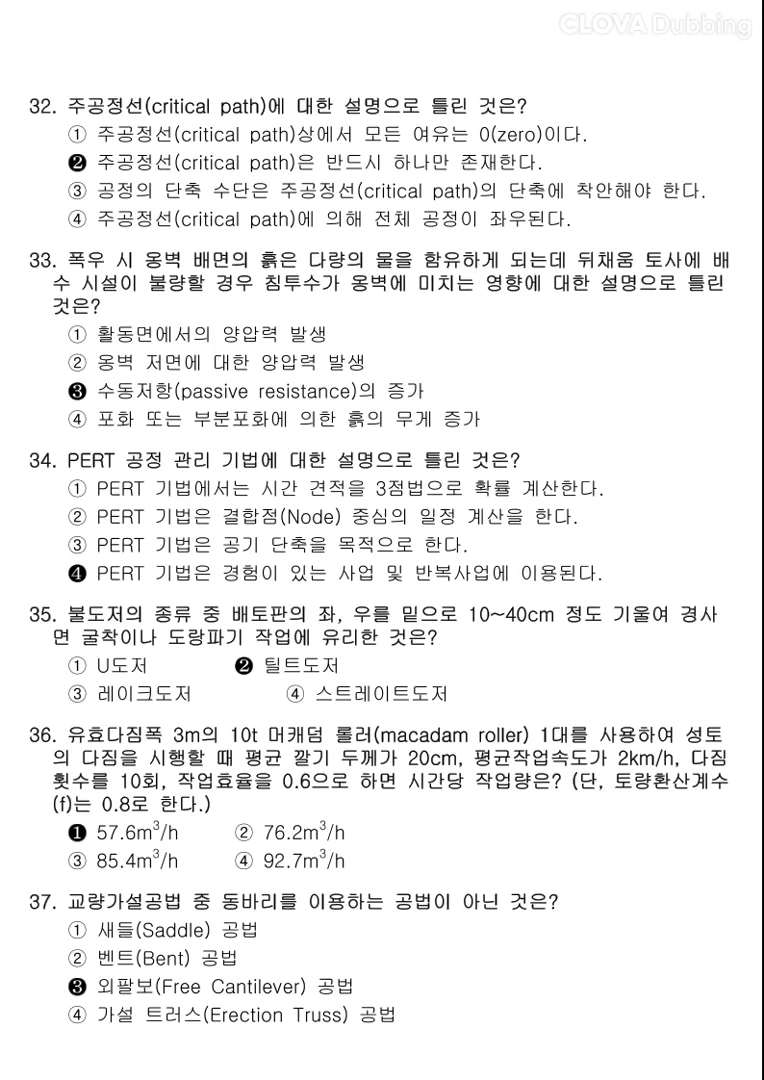 CLOVA Dubbing
32. 주공정선(critical path)에 대한 설명으로 틀린 것은?
① 주공정선(critical path)상에서 모든 여유는 0(zero)이다.
❷ 주공정선(critical path)은 반드시 하나만 존재한다.
③ 공정의 단축 수단은 주공정선(critical path)의 단축에 착안해야 한다.
④ 주공정선(critical path)에 의해 전체 공정이 좌우된다.
33. 폭우 시 옹벽 배면의 흙은 다량의 물을 함유하게 되는데 뒤채움 토사에 배
수 시설이 불량할 경우 침투수가 옹벽에 미치는 영향에 대한 설명으로 틀린
것은?
① 활동면에서의 양압력 발생
② 옹벽 저면에 대한 양압력 발생
❸ 수동저항(passive resistance)의 증가
④ 포화 또는 부분포화에 의한 흙의 무게 증가
34. PERT 공정 관리 기법에 대한 설명으로 틀린 것은?
① PERT 기법에서는 시간 견적을 3점법으로 확률 계산한다.
② PERT 기법은 결합점(Node) 중심의 일정 계산을 한다.
③ PERT 기법은 공기 단축을 목적으로 한다.
❹ PERT 기법은 경험이 있는 사업 및 반복사업에 이용된다.
35. 불도저의 종류 중 배토판의 좌, 우를 밑으로 10~40cm 정도 기울여 경사
면 굴착이나 도랑파기 작업에 유리한 것은?
① U도저 ❷ 틸트도저
③ 레이크도저 ④ 스트레이트도저
36. 유효다짐폭 3m의 10t 머캐덤 롤러(macadam roller) 1대를 사용하여 성토
의 다짐을 시행할 때 평균 깔기 두께가 20cm, 평균작업속도가 2km/h, 다짐
횟수를 10회, 작업효율을 0.6으로 하면 시간당 작업량은? (단, 토량환산계수
(f)는 0.8로 한다.)
❶ 57.6m³/h ② 76.2m³/h
③ 85.4m³/h ④ 92.7m³/h
37. 교량가설공법 중 동바리를 이용하는 공법이 아닌 것은?
① 새들(Saddle) 공법
② 벤트(Bent) 공법
❸ 외팔보(Free Cantilever) 공법
④ 가설 트러스(Erection Truss) 공법